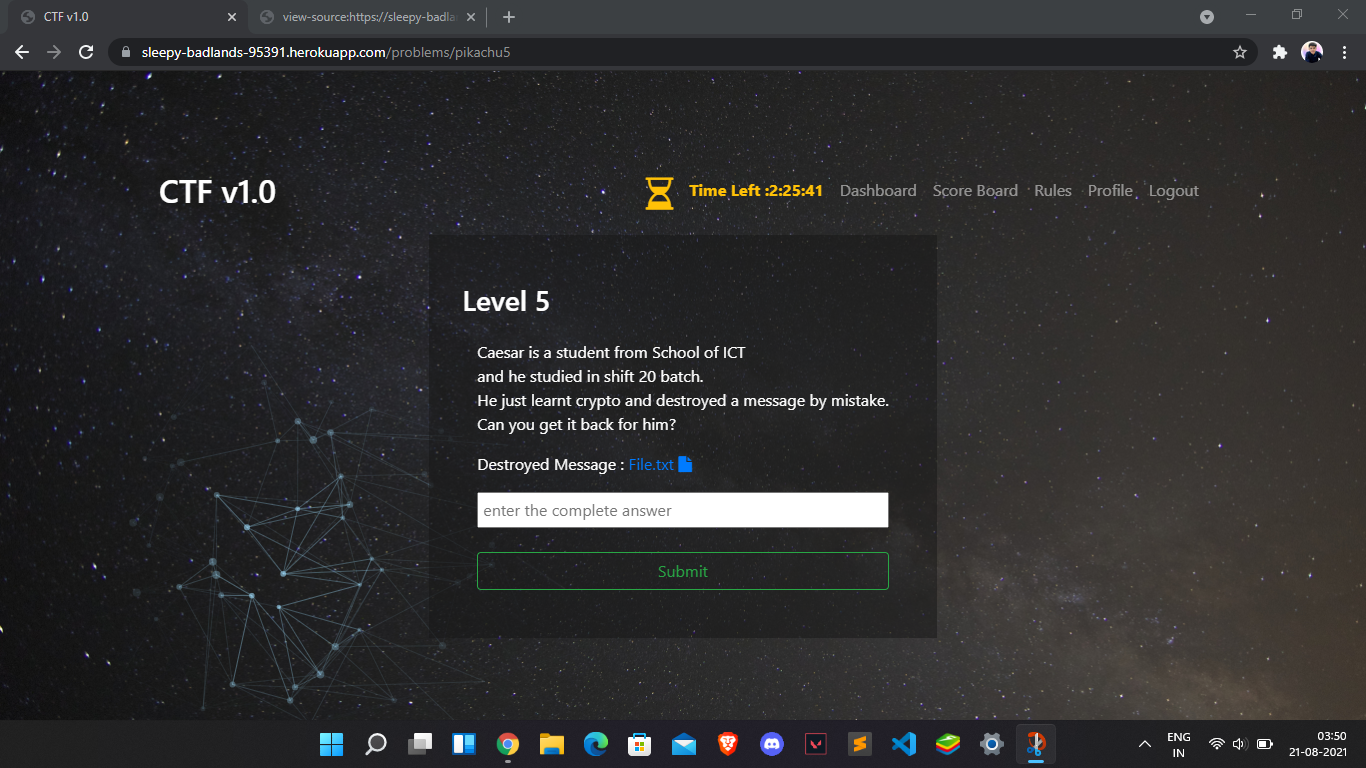 CTF v1.0
view-source:https://sleepy-badla
sleepy-badlands-95391.herokuapp.com/problems/pikachu5
CTF v1.0
Time Left :2:25:41
Dashboard
Score Board
Rules
Profile
Logout
Level 5
Caesar is a student from School of ICT
and he studied in shift 20 batch.
He just learnt crypto and destroyed a message by mistake.
Can you get it back for him?
Destroyed Message : File.txt
enter the complete answer
Submit
ENG
IN
03:50
21-08-2021